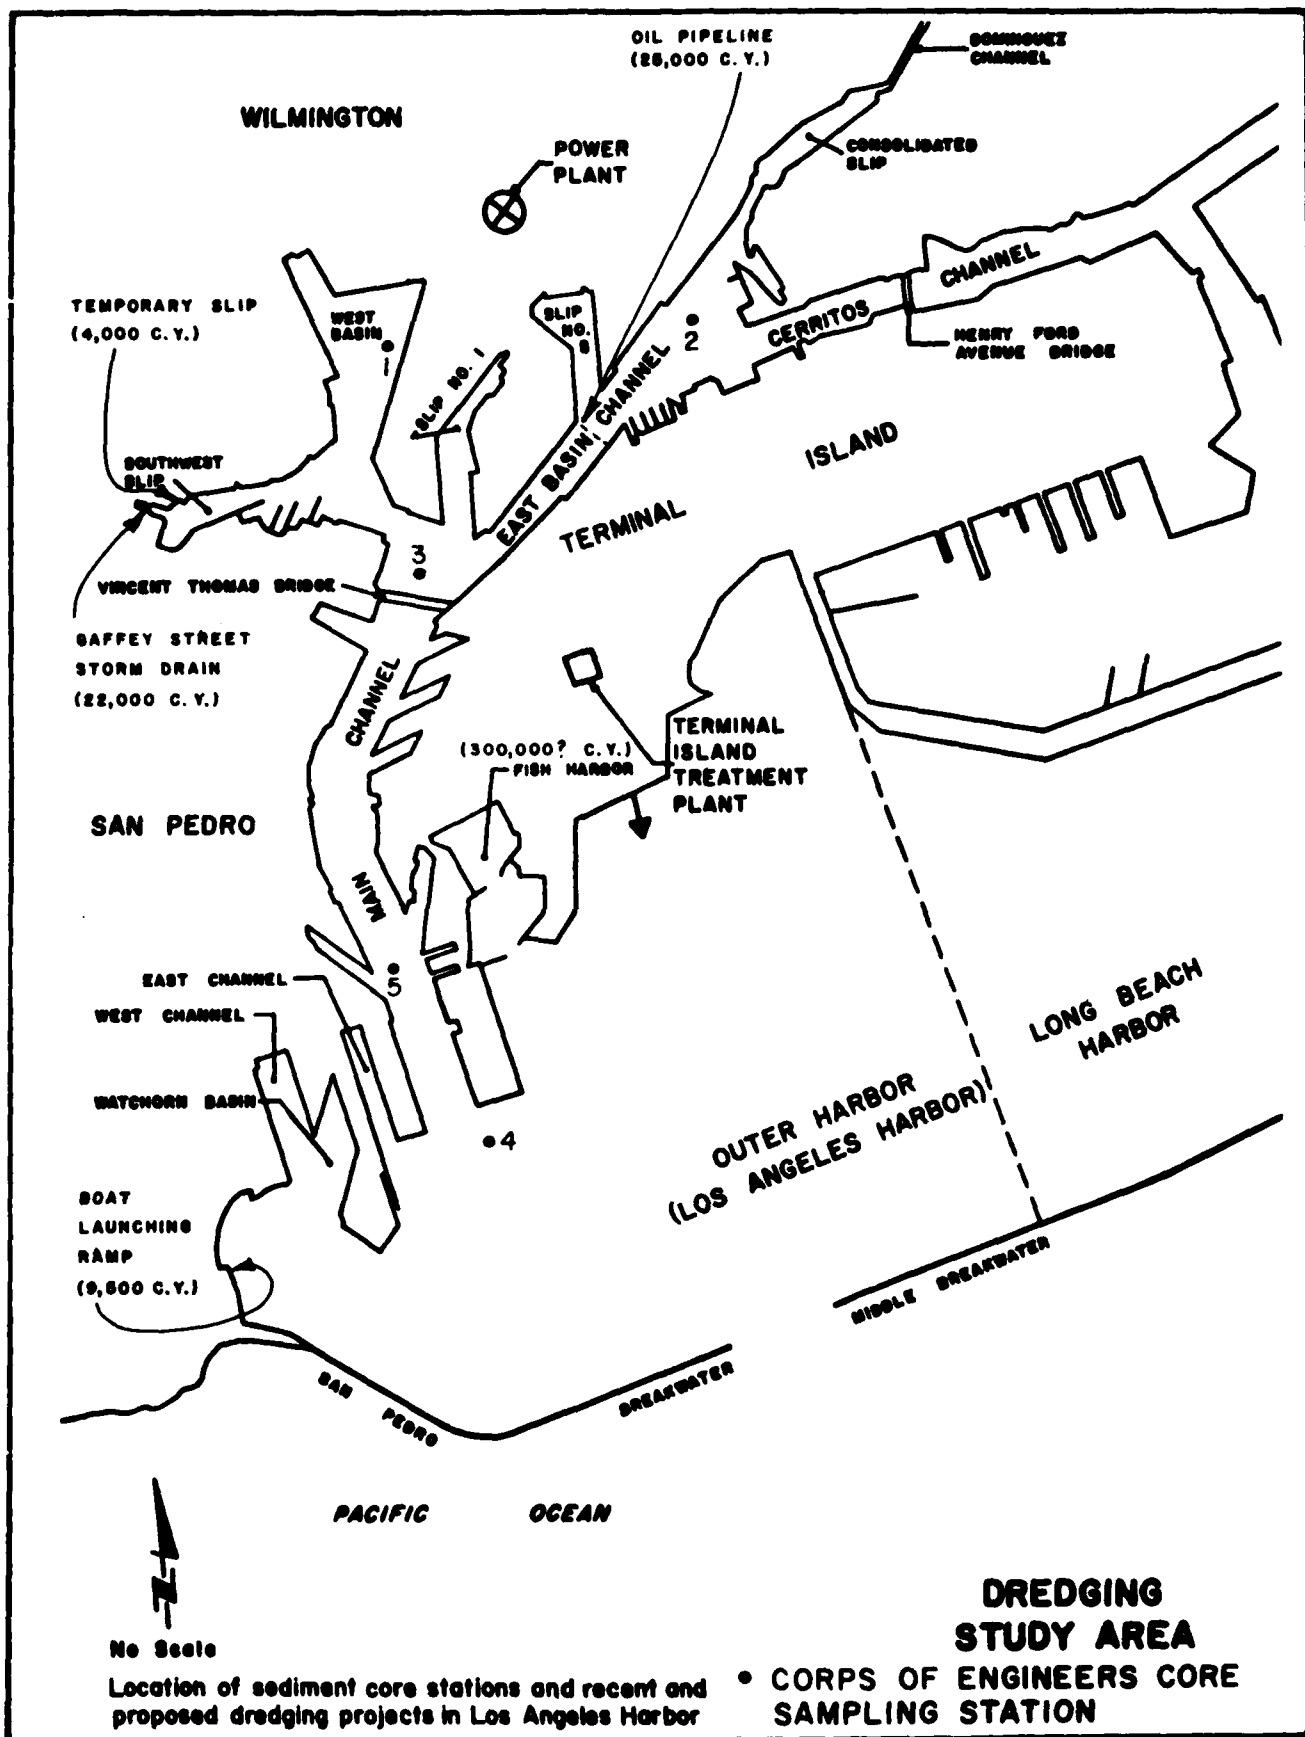 OIL PIPELINE
(25,000 C.Y.)
DOMINGUEZ
CHANNEL
WILMINGTON
POWER
PLANT
CONSOLIDATED
SLIP
CHANNEL
CERRITOS
HENRY FORD
AVENUE BRIDGE
TEMPORARY SLIP
(4,000 C.Y.)
WEST
BASIN
1
SLIP NO. 1
SLIP
NO.
2
EAST BASIN CHANNEL
ISLAND
TERMINAL
SOUTHWEST
SLIP
3
VINCENT THOMAS BRIDGE
GAFFEY STREET
STORM DRAIN
(22,000 C.Y.)
CHANNEL
MAIN
(300,000? C.Y.)
FISH HARBOR
TERMINAL
ISLAND
TREATMENT
PLANT
SAN PEDRO
EAST CHANNEL
5
WEST CHANNEL
WATCHORN BASIN
4
LONG BEACH
HARBOR
OUTER HARBOR
(LOS ANGELES HARBOR)
BOAT
LAUNCHING
RAMP
(9,500 C.Y.)
MIDDLE BREAKWATER
SAN PEDRO BREAKWATER
PACIFIC OCEAN
N
No Scale
DREDGING
STUDY AREA
Location of sediment core stations and recent and
proposed dredging projects in Los Angeles Harbor
• CORPS OF ENGINEERS CORE
SAMPLING STATION